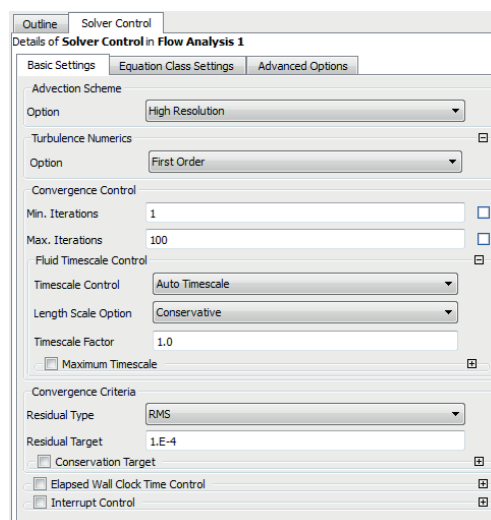 Outline Solver Control
Details of Solver Control in Flow Analysis 1
Basic Settings Equation Class Settings Advanced Options
Advection Scheme
Option High Resolution
Turbulence Numerics
Option First Order
Convergence Control
Min. Iterations 1
Max. Iterations 100
Fluid Timescale Control
Timescale Control Auto Timescale
Length Scale Option Conservative
Timescale Factor 1.0
Maximum Timescale
Convergence Criteria
Residual Type RMS
Residual Target 1.E-4
Conservation Target
Elapsed Wall Clock Time Control
Interrupt Control